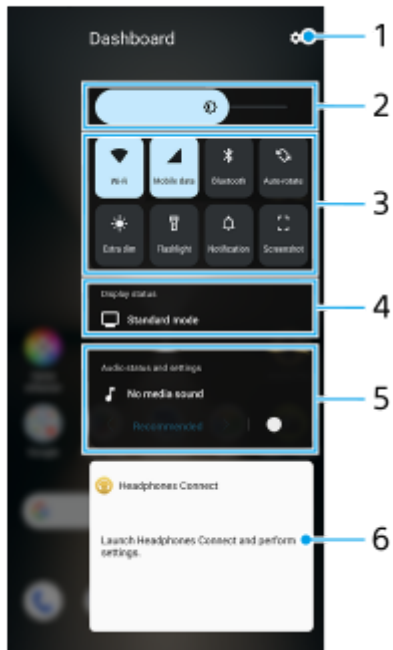 Dashboard
1
2
Wi-Fi
Mobile data
Bluetooth
Auto-rotate
3
Extra dim
Flashlight
Notification
Screenshot
Display status
4
Standard mode
Audio status and settings
No media sound
5
Recommended
Headphones Connect
Launch Headphones Connect and perform
6
settings.